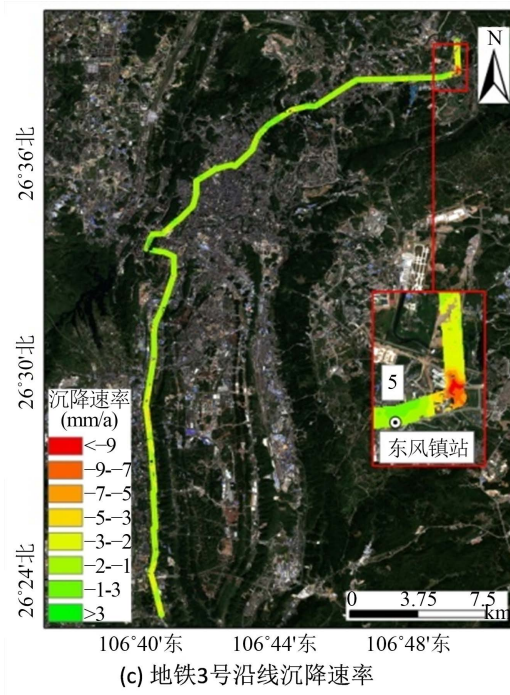 N
26°36'北
26°30'北
26°24'北
5
东风镇站
沉降速率
(mm/a)
<−9
−9-−7
−7-−5
−5-−3
−3-−2
−2-−1
−1-3
>3
0 3.75 7.5
km
106°40'东 106°44'东 106°48'东
(c) 地铁3号沿线沉降速率